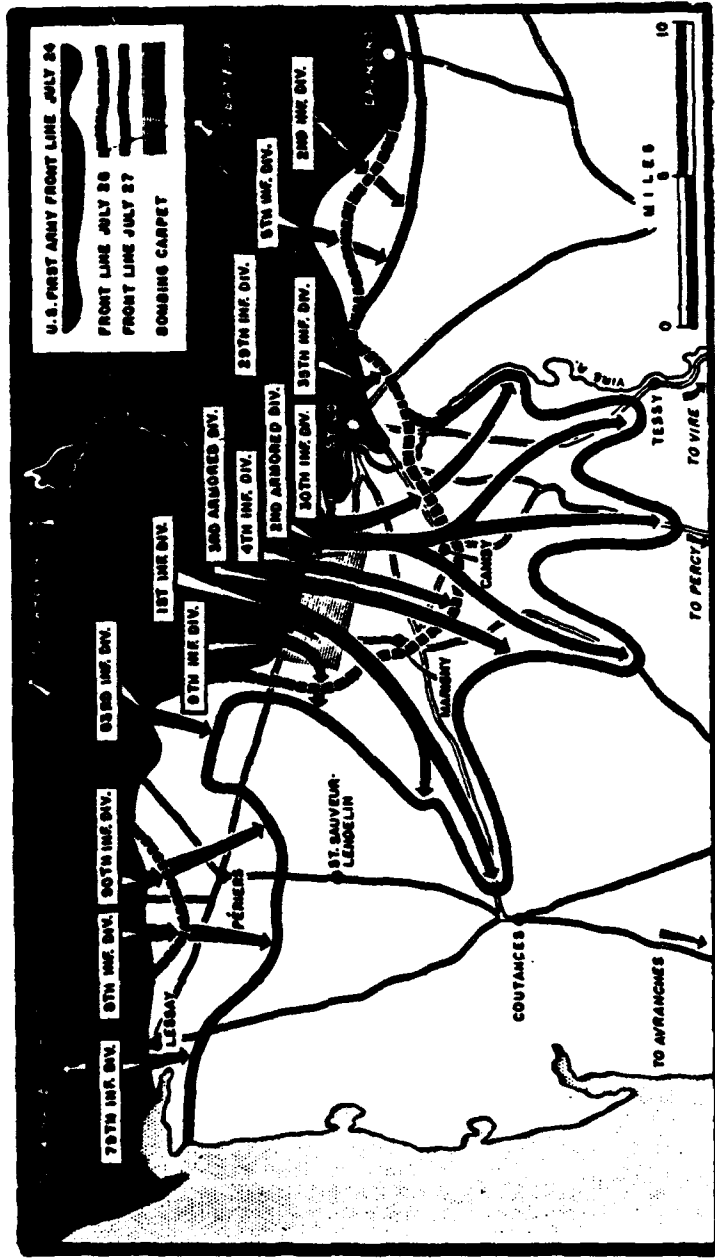 U.S. FIRST ARMY FRONT LINE JULY 24
FRONT LINE JULY 26
FRONT LINE JULY 27
BOMBING CARPET
79TH INF. DIV.
8TH INF. DIV.
90TH INF. DIV.
83RD INF. DIV.
9TH INF. DIV.
1ST INF. DIV.
3RD ARMORED DIV.
4TH INF. DIV.
2ND ARMORED DIV.
30TH INF. DIV.
35TH INF. DIV.
29TH INF. DIV.
5TH INF. DIV.
2ND INF. DIV.
LESSAY
PÉRIERS
ST. SAUVEUR-
LENDELIN
MARIGNY
CANISY
COUTANCES
TO AVRANCHES
TO PERCY
TO VIRE
TESSY
VIRE R.
0 5 10
MILES